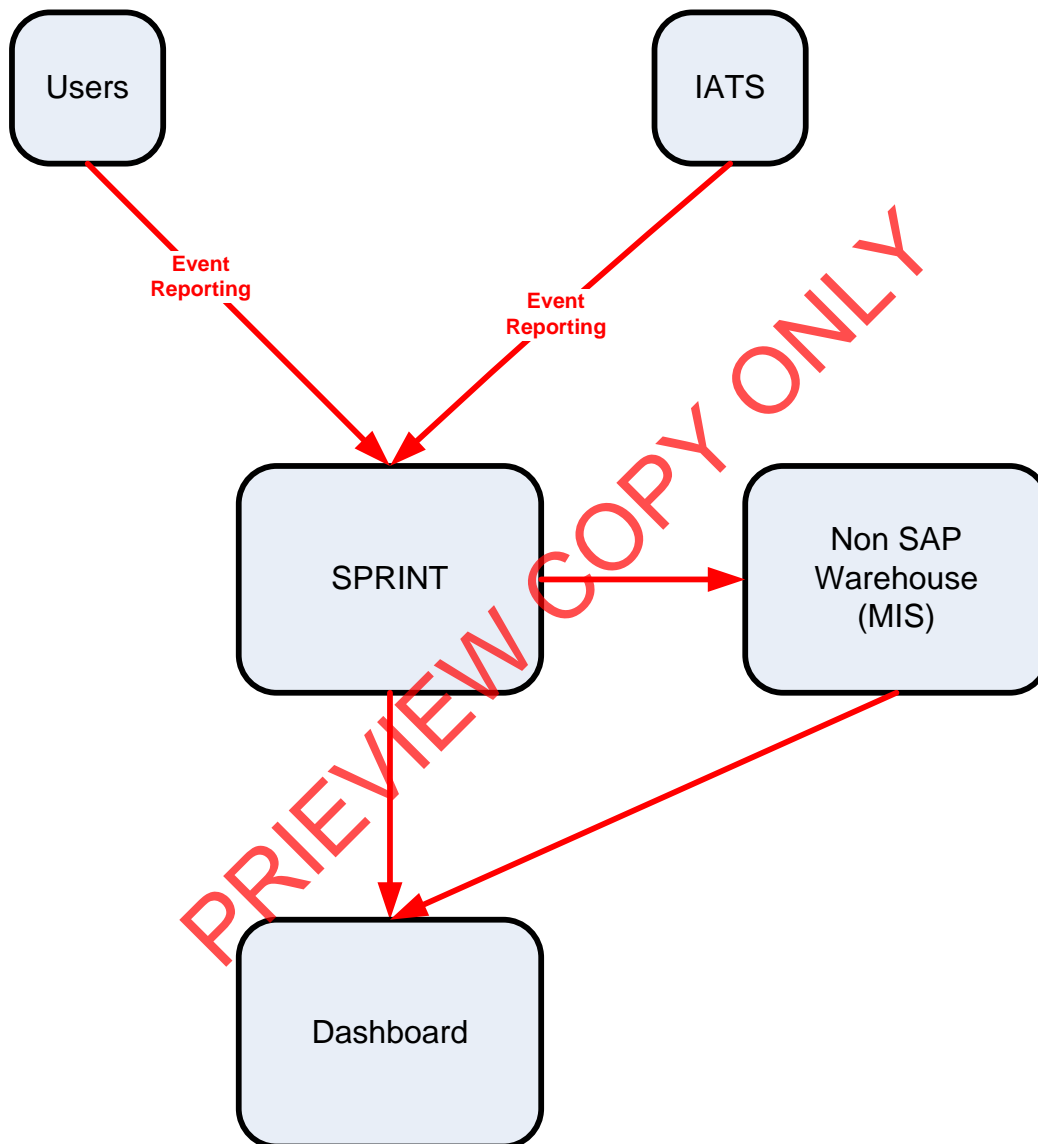 Users
IATS
Event
Reporting
Event
Reporting
SPRINT
Non SAP
Warehouse
(MIS)
PRIEVIEW COPY ONLY
Dashboard